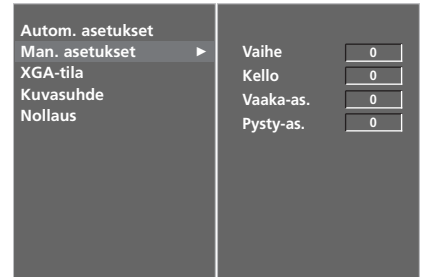 Autom. asetukset
Man. asetukset ►
XGA-tila
Kuvasuhde
Nollaus
Vaihe 0
Kello 0
Vaaka-as. 0
Pysty-as. 0